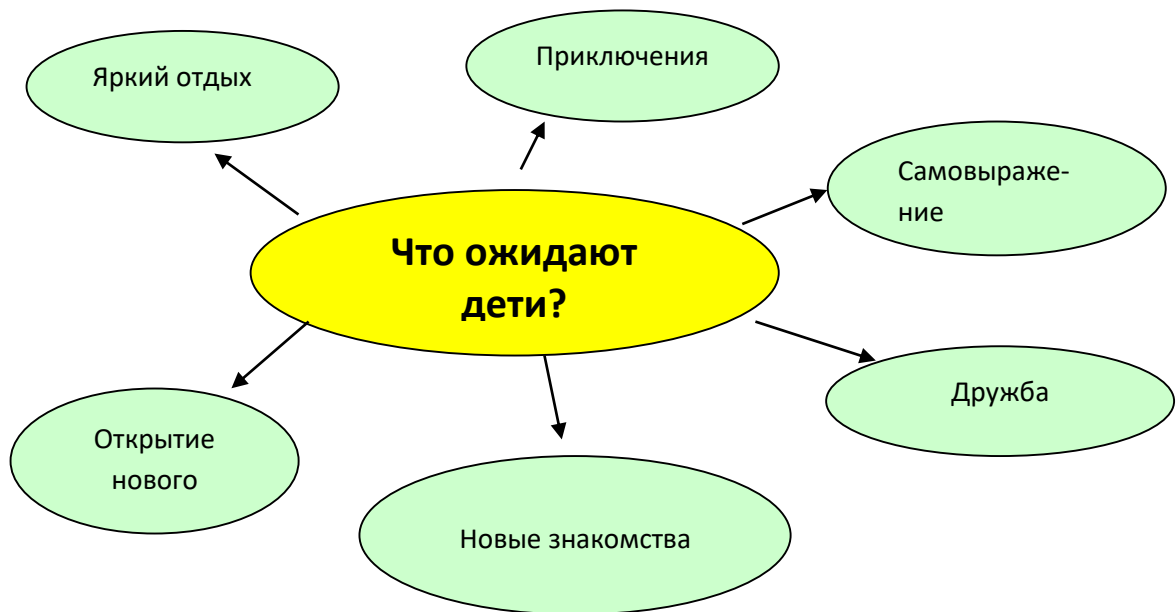 Яркий отдых
Приключения
Самовыраже-
ние
Что ожидают
дети?
Дружба
Открытие
нового
Новые знакомства